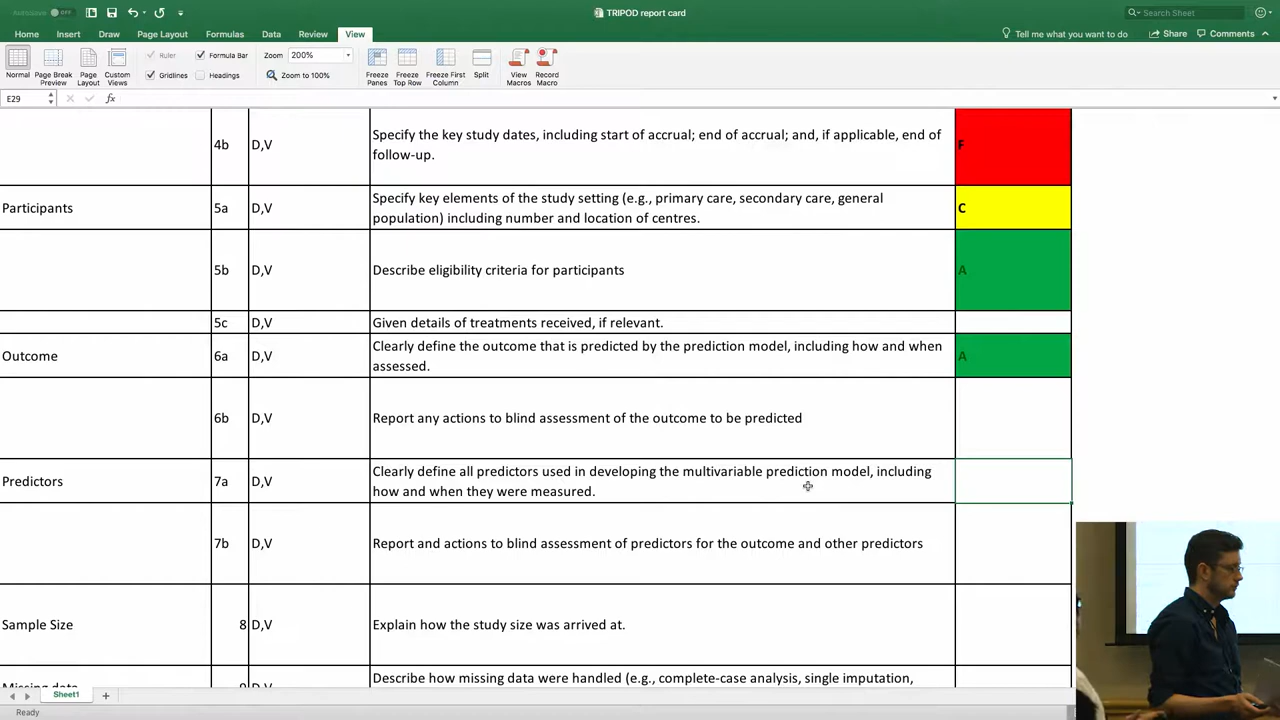 AutoSave OFF
TRIPOD report card
Search Sheet
Home Insert Draw Page Layout Formulas Data Review View
Tell me what you want to do Share Comments
Ruler Formula Bar Zoom 200%
Gridlines Headings Zoom to 100%
Normal Page Break Preview Page Layout Custom Views Freeze Panes Freeze Top Row Freeze First Column Split View Macros Record Macro
E29 fx
4b D,V Specify the key study dates, including start of accrual; end of accrual; and, if applicable, end of F
follow-up.
Participants 5a D,V Specify key elements of the study setting (e.g., primary care, secondary care, general C
population) including number and location of centres.
5b D,V Describe eligibility criteria for participants A
5c D,V Given details of treatments received, if relevant.
Outcome 6a D,V Clearly define the outcome that is predicted by the prediction model, including how and when A
assessed.
6b D,V Report any actions to blind assessment of the outcome to be predicted
Predictors 7a D,V Clearly define all predictors used in developing the multivariable prediction model, including
how and when they were measured.
7b D,V Report and actions to blind assessment of predictors for the outcome and other predictors
Sample Size 8 D,V Explain how the study size was arrived at.
Missing data 9 D,V Describe how missing data were handled (e.g., complete-case analysis, single imputation,
Sheet1
Ready